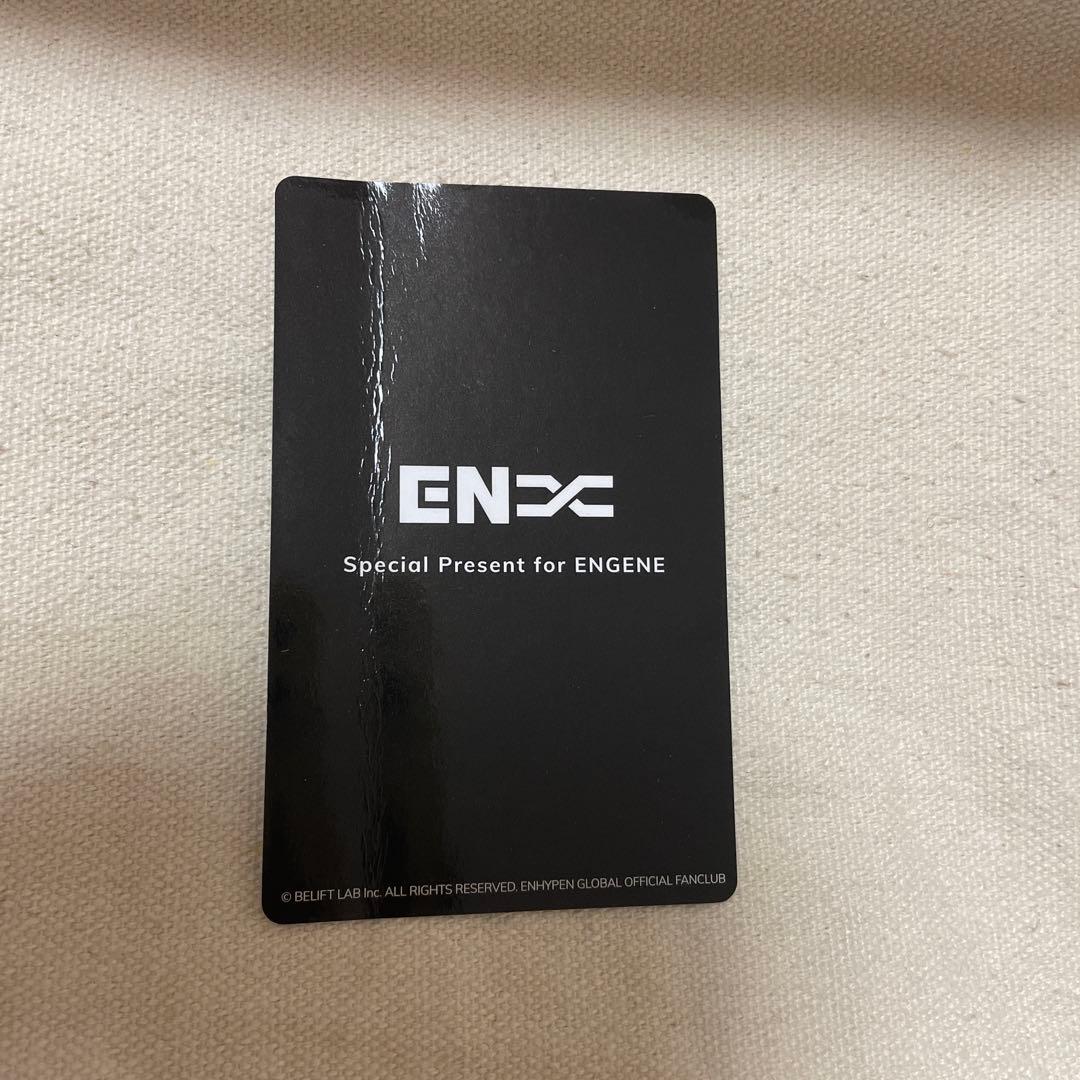 EN
Special Present for ENGENE
© BELIFT LAB Inc. ALL RIGHTS RESERVED. ENHYPEN GLOBAL OFFICIAL FANCLUB